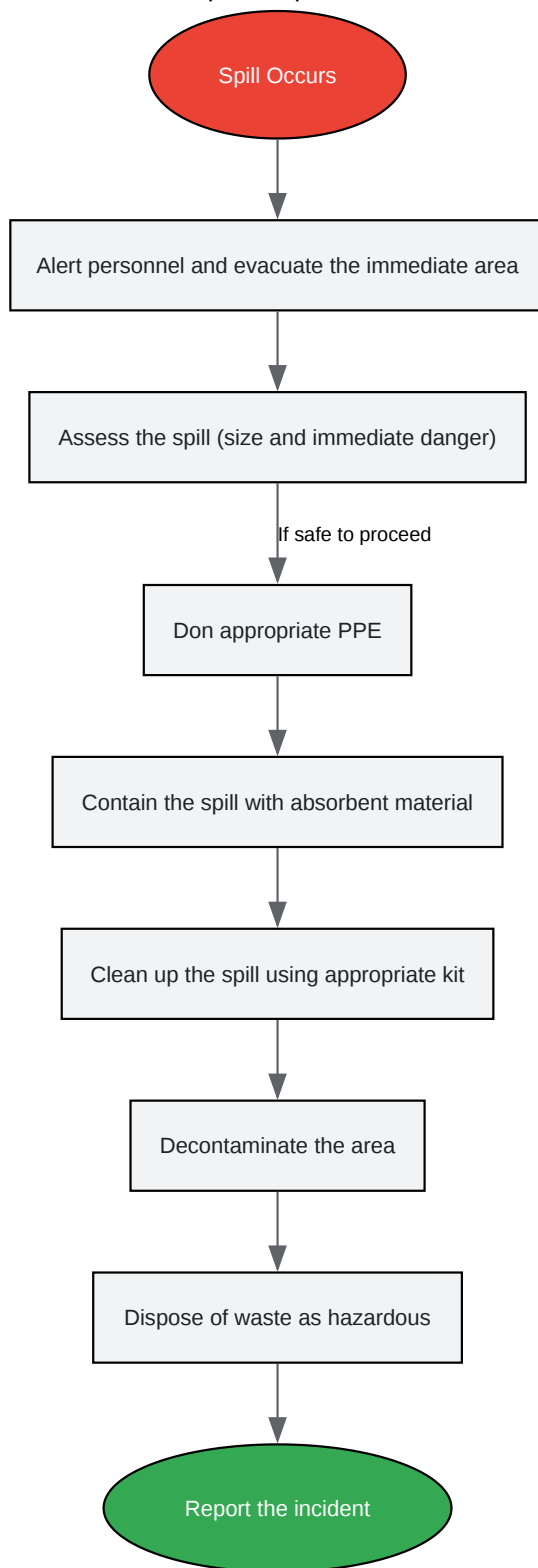 Spill Occurs
Alert personnel and evacuate the immediate area
Assess the spill (size and immediate danger)
If safe to proceed
Don appropriate PPE
Contain the spill with absorbent material
Clean up the spill using appropriate kit
Decontaminate the area
Dispose of waste as hazardous
Report the incident